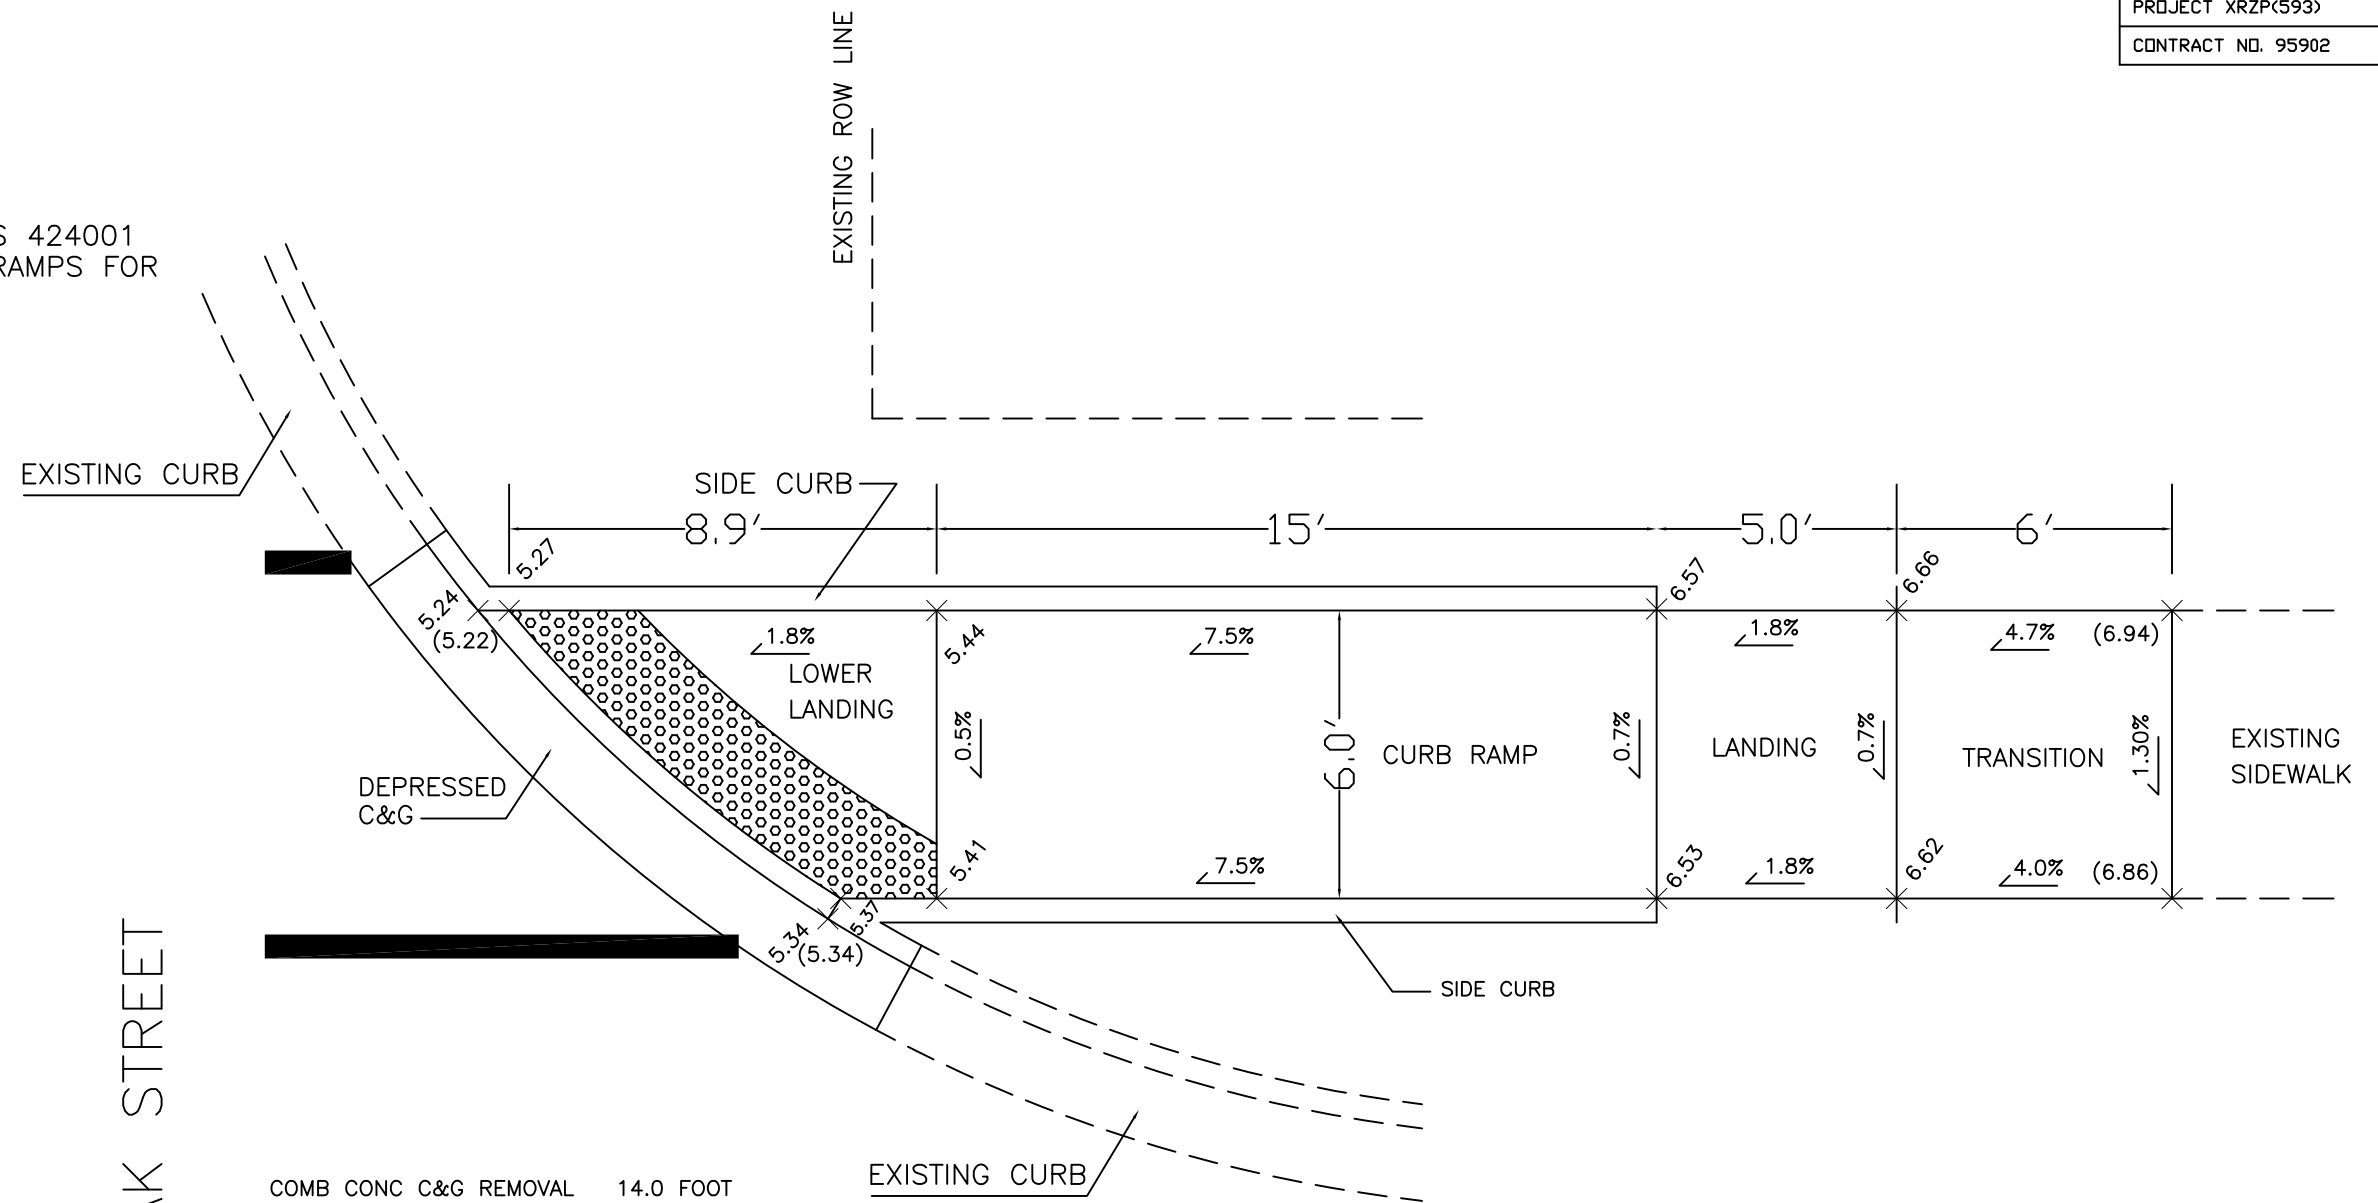 PROJECT XRZP(593)
CONTRACT NO. 95902
EXISTING ROW LINE
424001
RAMPS FOR
EXISTING CURB
SIDE CURB
8.9'
15'
5.0'
6'
5.27
6.57
6.66
5.24
(5.22)
1.8%
5.44
7.5%
1.8%
4.7%
(6.94)
LOWER
LANDING
0.5%
6.0'
CURB RAMP
0.7%
LANDING
0.7%
TRANSITION
1.30%
EXISTING
SIDEWALK
DEPRESSED
C&G
5.41
7.5%
6.53
1.8%
6.62
4.0%
(6.86)
5.37
5.34
(5.34)
SIDE CURB
STREET
EXISTING CURB
COMB CONC C&G REMOVAL 14.0 FOOT